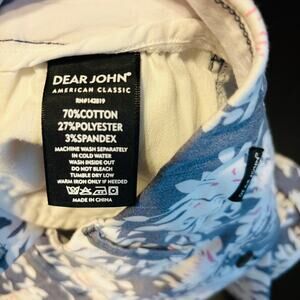 DEAR JOHN®
AMERICAN CLASSIC
RN#142819
70%COTTON
27%POLYESTER
3%SPANDEX
MACHINE WASH SEPARATELY
IN COLD WATER
WASH INSIDE OUT
DO NOT BLEACH
TUMBLE DRY LOW
WARM IRON ONLY IF NEEDED
MADE IN CHINA